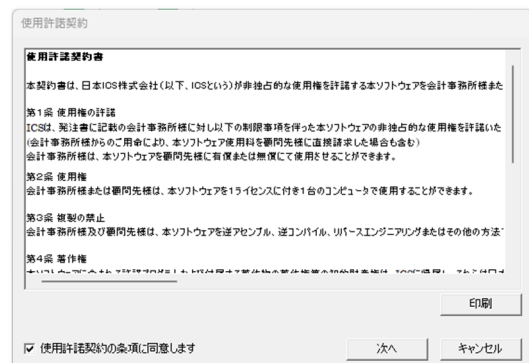 使用許諾契約
使用許諾契約書
本契約書は、日本ICS株式会社(以下、ICSという)が非独占的な使用権を許諾する本ソフトウェアを会計事務所様また
第1条 使用権の許諾
ICSは、発注書に記載の会計事務所様に対し以下の制限事項を伴った本ソフトウェアの非独占的な使用権を許諾いた
(会計事務所様からのご用命により、本ソフトウェア使用料を顧問先様に直接請求した場合も含む)
会計事務所様は、本ソフトウェアを顧問先様に有償または無償にて使用させることができます。
第2条 使用権
会計事務所様または顧問先様は、本ソフトウェアを1ライセンスに付き1台のコンピュータで使用することができます。
第3条 複製の禁止
会計事務所様及び顧問先様は、本ソフトウェアを逆アセンブル、逆コンパイル、リバースエンジニアリングまたはその他の方法
第4条 著作権
印刷
使用許諾契約の条項に同意します
次へ
キャンセル